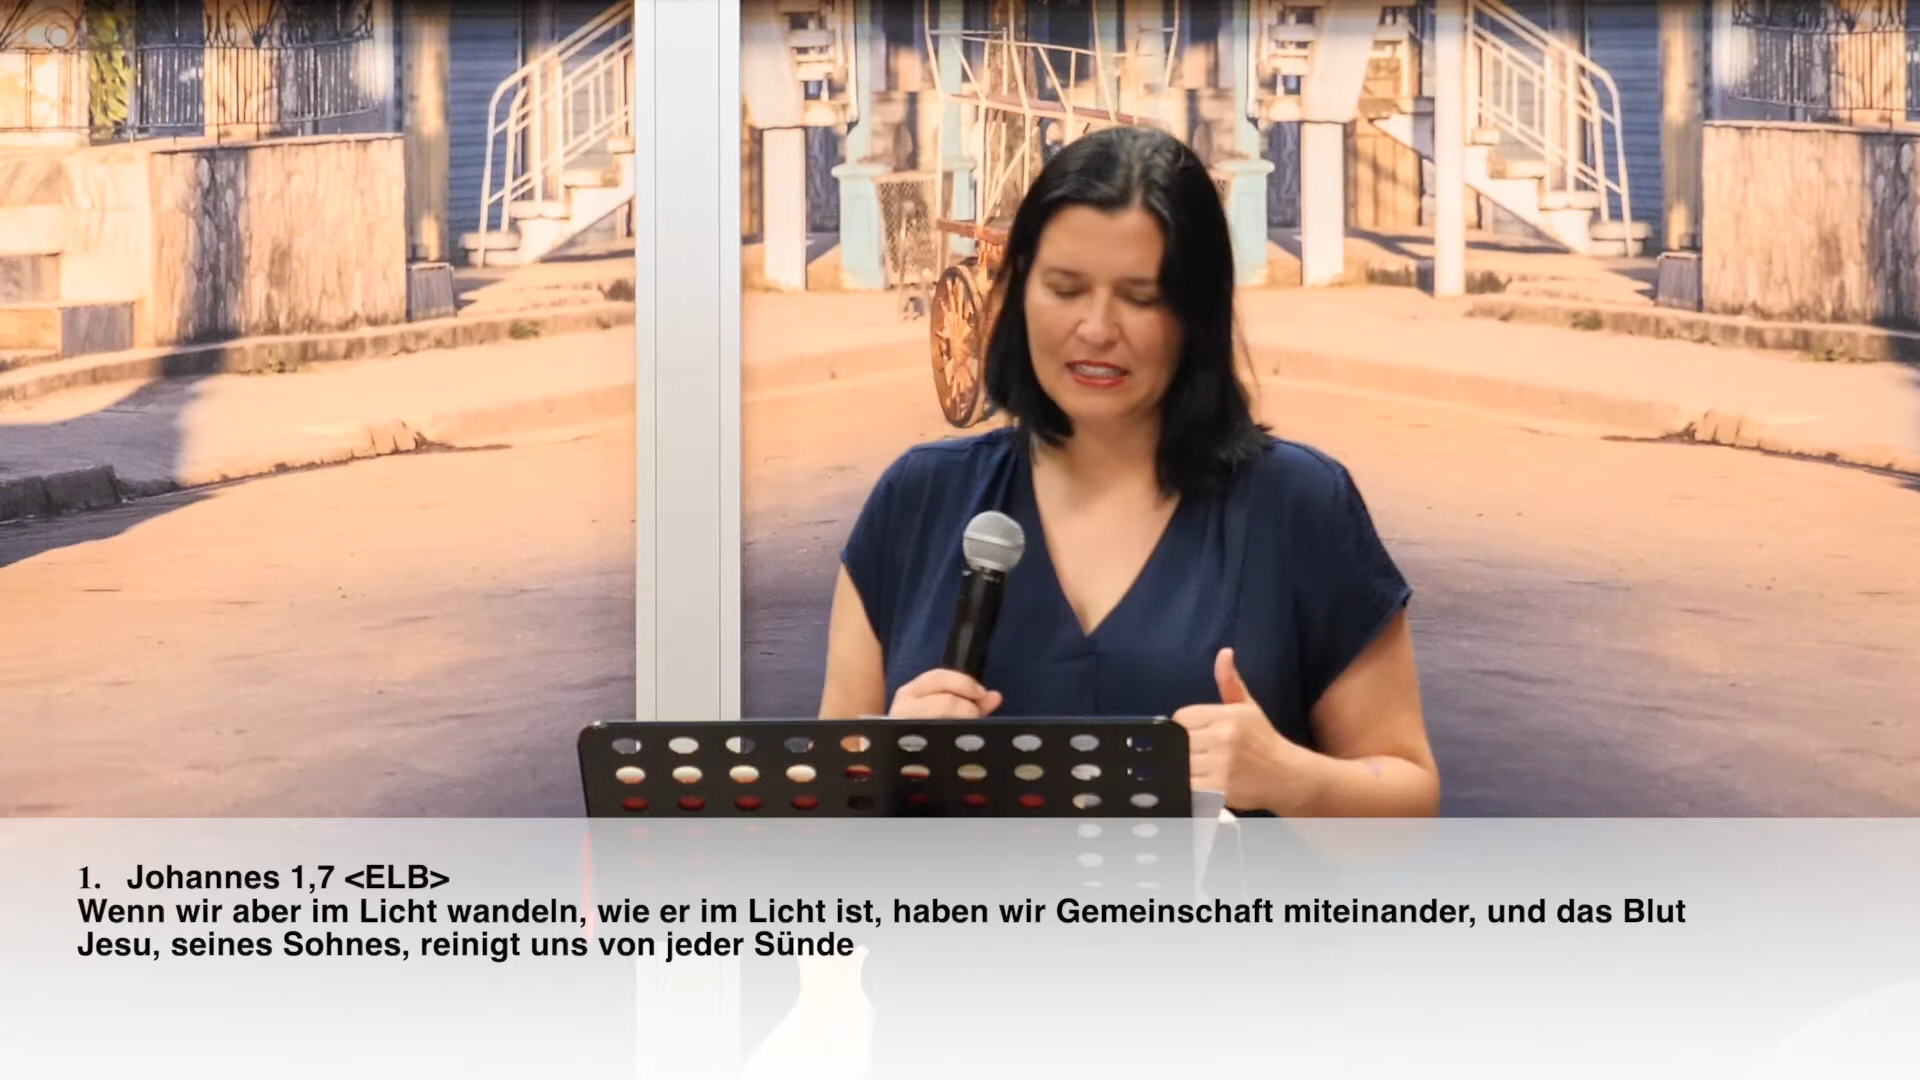 1. Johannes 1,7 <ELB>
Wenn wir aber im Licht wandeln, wie er im Licht ist, haben wir Gemeinschaft miteinander, und das Blut
Jesu, seines Sohnes, reinigt uns von jeder Sünde